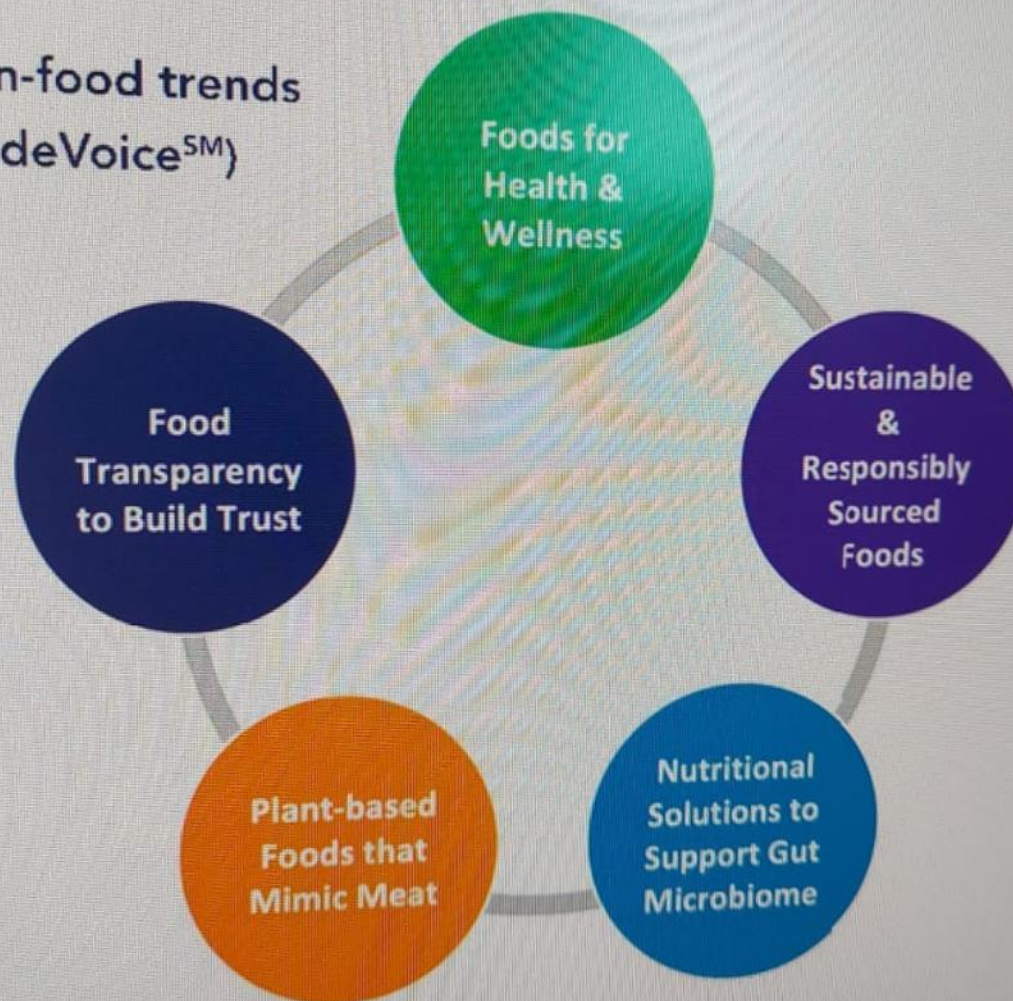 n-food trends
deVoice℠)
Foods for
Health &
Wellness
Sustainable
&
Responsibly
Sourced
Foods
Nutritional
Solutions to
Support Gut
Microbiome
Plant-based
Foods that
Mimic Meat
Food
Transparency
to Build Trust